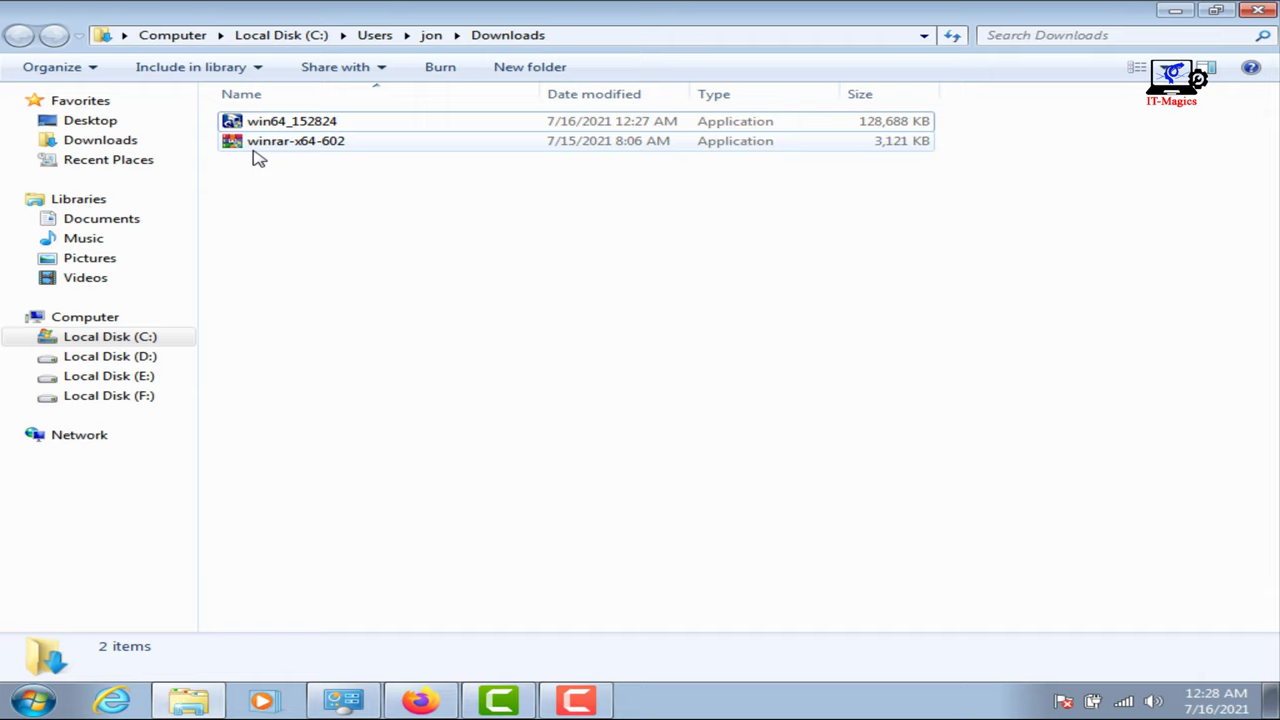 Computer Local Disk (C:) Users jon Downloads
Search Downloads
Organize Include in library Share with Burn New folder
IT-Magics
Name Date modified Type Size
win64_152824 7/16/2021 12:27 AM Application 128,688 KB
winrar-x64-602 7/15/2021 8:06 AM Application 3,121 KB
Favorites
Desktop
Downloads
Recent Places
Libraries
Documents
Music
Pictures
Videos
Computer
Local Disk (C:)
Local Disk (D:)
Local Disk (E:)
Local Disk (F:)
Network
2 items
12:28 AM
7/16/2021